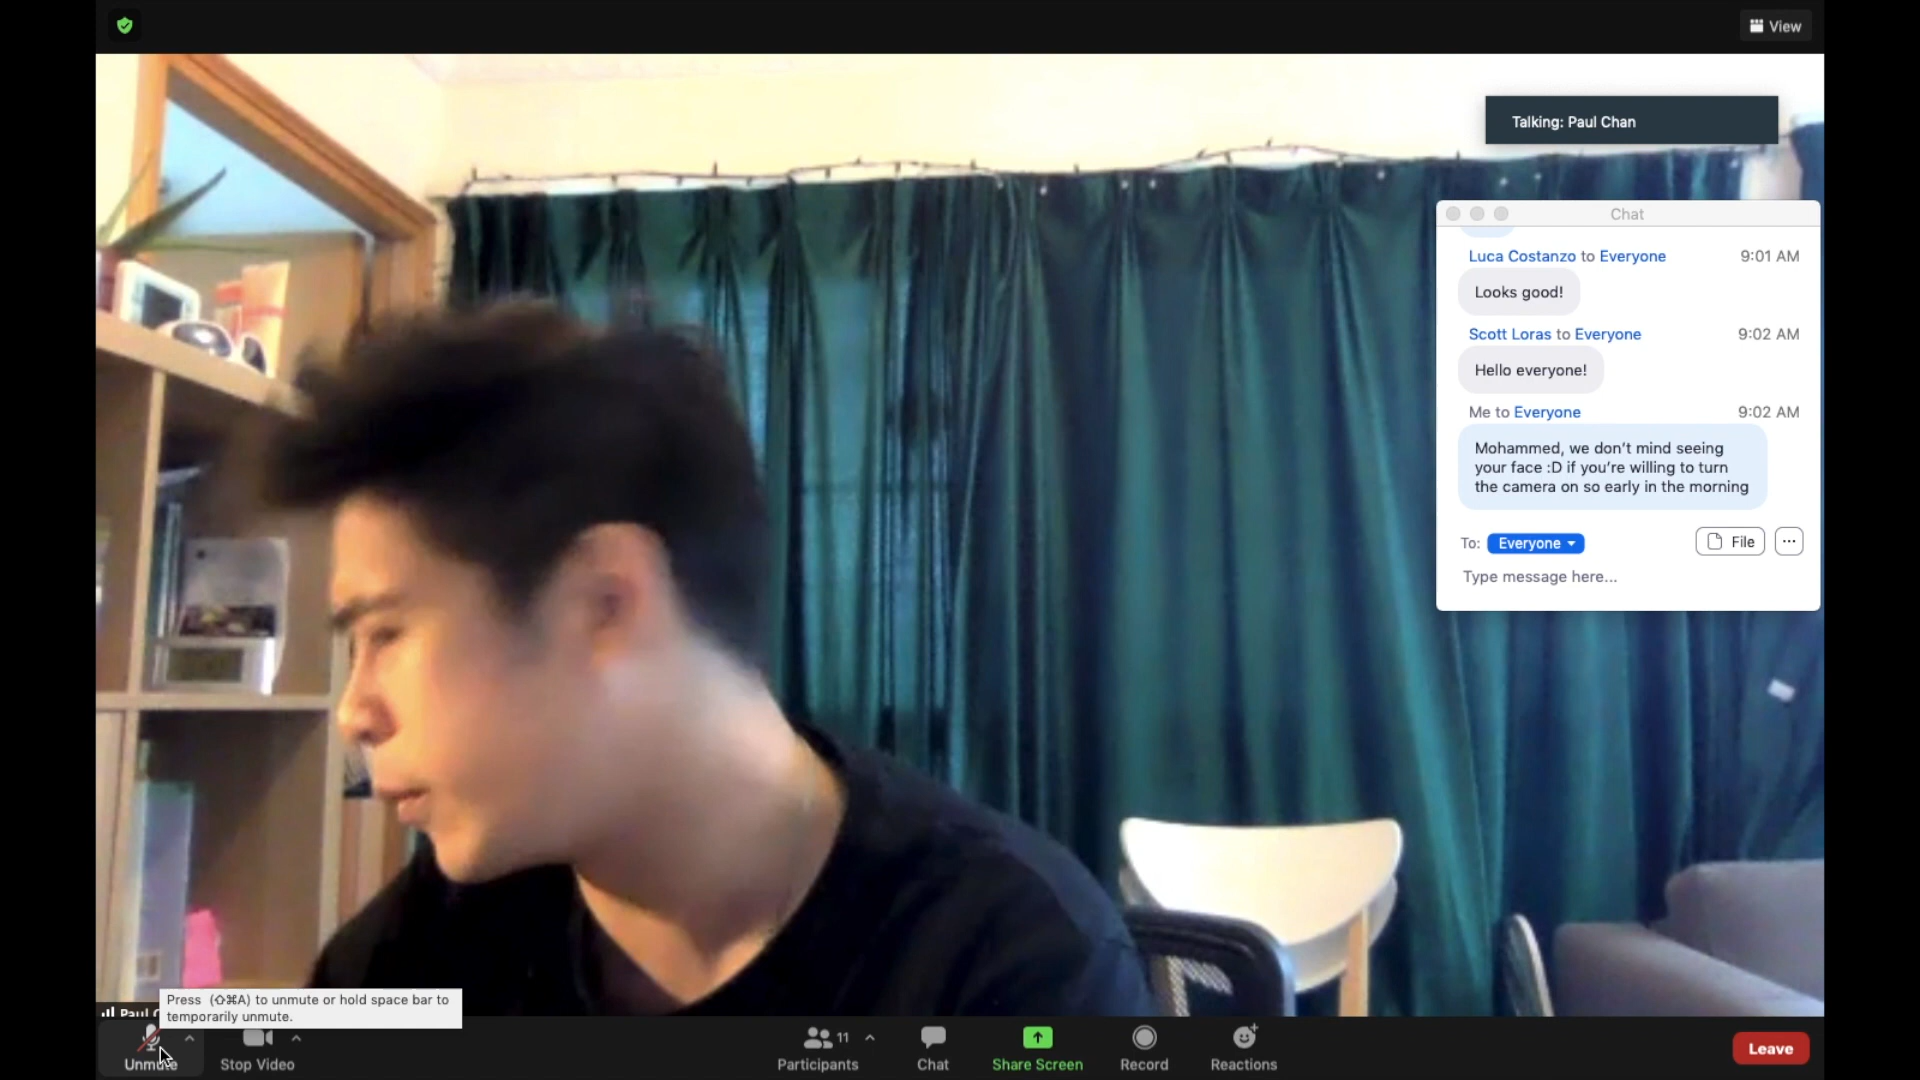 View
Talking: Paul Chan
Chat
Luca Costanzo to Everyone 9:01 AM
Looks good!
Scott Loras to Everyone 9:02 AM
Hello everyone!
Me to Everyone 9:02 AM
Mohammed, we don't mind seeing
your face :D if you're willing to turn
the camera on so early in the morning
To: Everyone File
Type message here...
Press (⇧⌘A) to unmute or hold space bar to
temporarily unmute.
Paul
Unmute Stop Video 11 Participants Chat Share Screen Record Reactions Leave